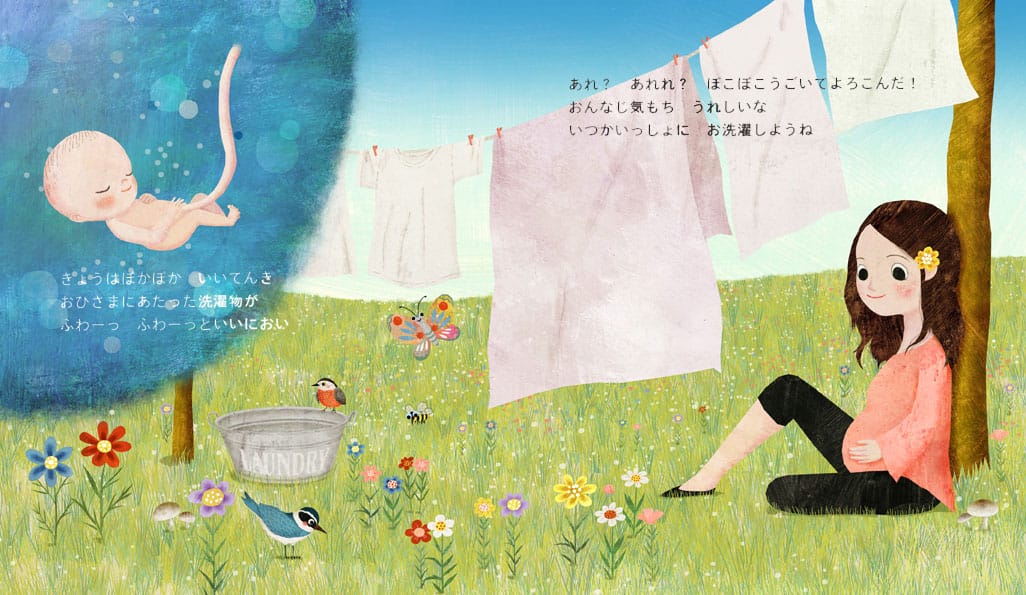 きょうはぽかぽか　いいてんき
おひさまにあたった洗濯物が
ふわーっ　ふわーっといいにおい
あれ？　あれれ？　ぽこぽこうごいてよろこんだ！
おんなじ気もち　うれしいな
いつかいっしょに　お洗濯しようね
LAUNDRY